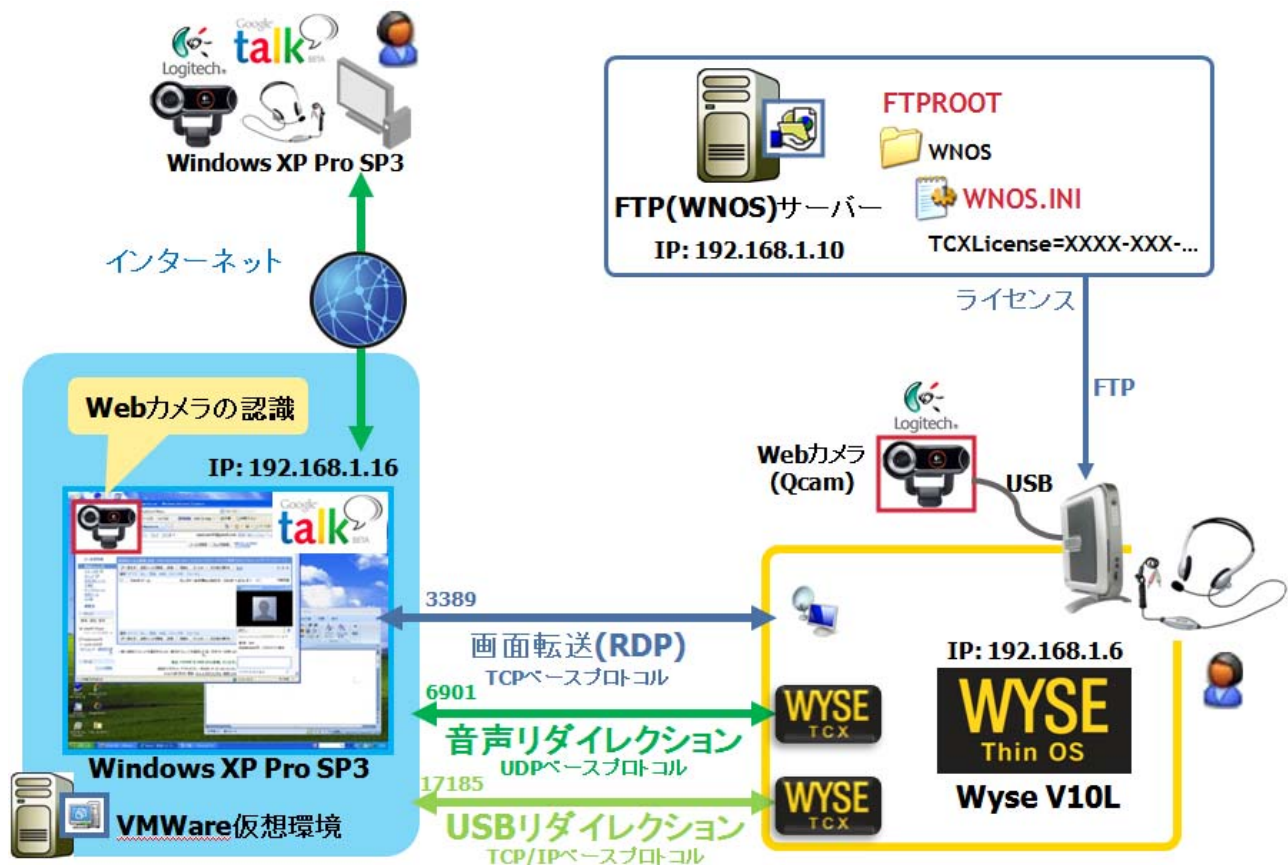 Logitech®
Google
talk
BETA
Windows XP Pro SP3
インターネット
FTPROOT
WNOS
WNOS.INI
TCXLicense=XXXX-XXX-...
FTP(WNOS)サーバー
IP: 192.168.1.10
ライセンス
FTP
Logitech®
Webカメラ
(Qcam)
USB
Webカメラの認識
IP: 192.168.1.16
Google
talk
BETA
3389
画面転送(RDP)
TCPベースプロトコル
6901
音声リダイレクション
UDPベースプロトコル
17185
USBリダイレクション
TCP/IPベースプロトコル
WYSE
TCX
WYSE
TCX
IP: 192.168.1.6
WYSE
Thin OS
Wyse V10L
Windows XP Pro SP3
VMWare仮想環境